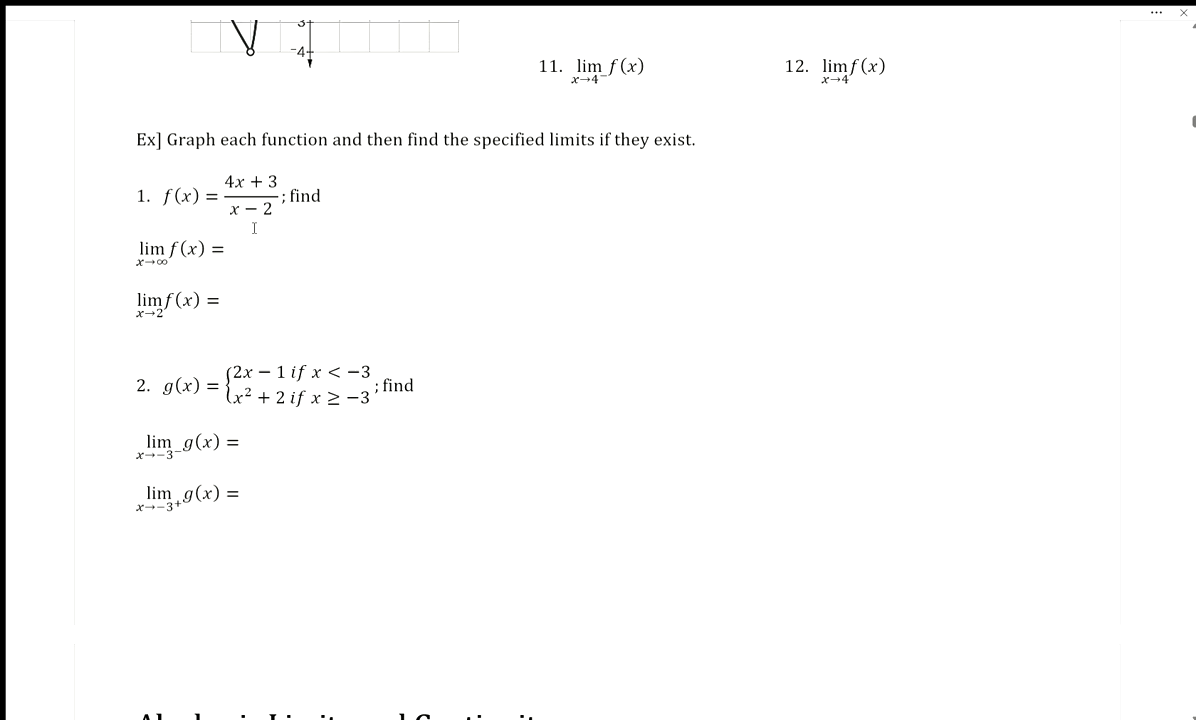 3
-4
11. lim x→4⁻ f(x) 12. lim x→4 f(x)
Ex] Graph each function and then find the specified limits if they exist.
1. f(x) = (4x + 3)/(x − 2) ; find
lim x→∞ f(x) =
lim x→2 f(x) =
2. g(x) = { 2x − 1 if x < −3
x² + 2 if x ≥ −3 ; find
lim x→−3⁻ g(x) =
lim x→−3⁺ g(x) =